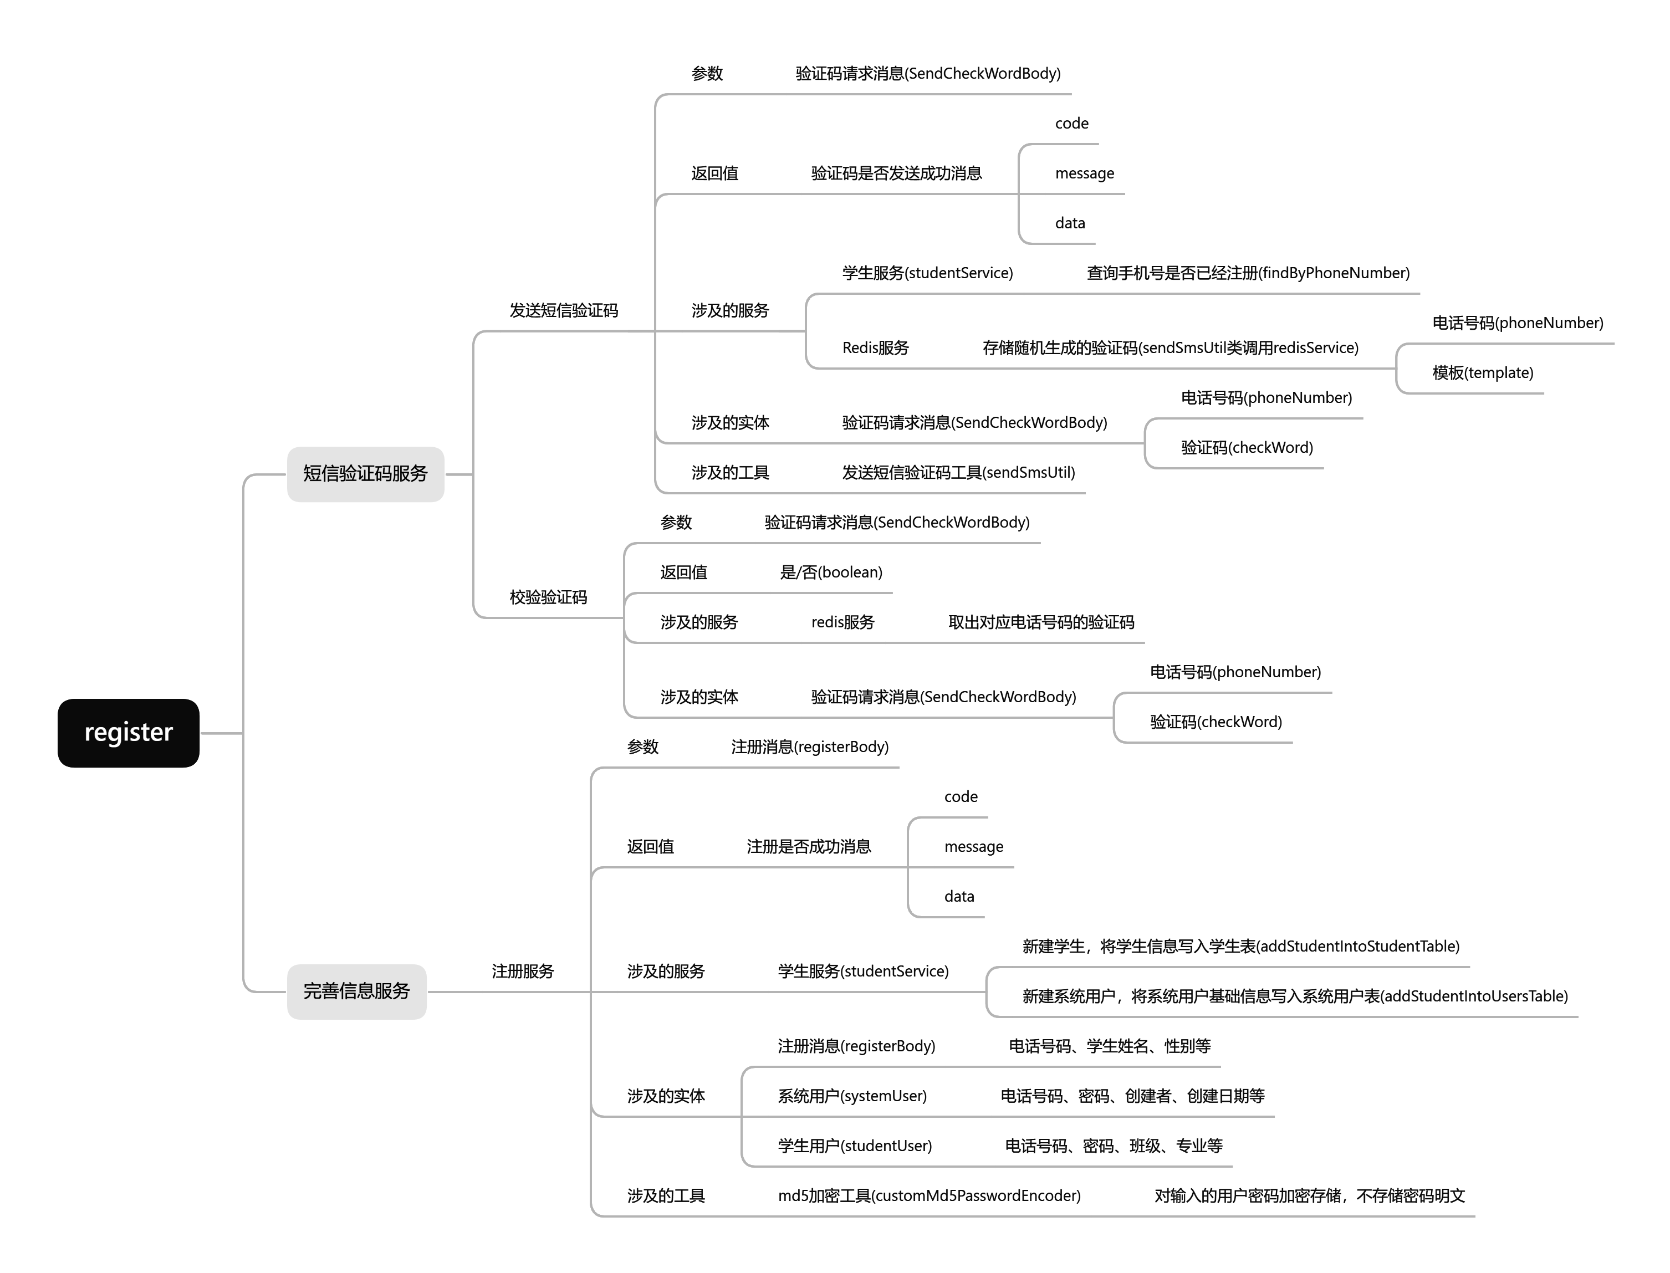 register
短信验证码服务
发送短信验证码
参数
验证码请求消息(SendCheckWordBody)
返回值
验证码是否发送成功消息
code
message
data
涉及的服务
学生服务(studentService)
查询手机号是否已经注册(findByPhoneNumber)
Redis服务
存储随机生成的验证码(sendSmsUtil类调用redisService)
电话号码(phoneNumber)
模板(template)
涉及的实体
验证码请求消息(SendCheckWordBody)
电话号码(phoneNumber)
验证码(checkWord)
涉及的工具
发送短信验证码工具(sendSmsUtil)
校验验证码
参数
验证码请求消息(SendCheckWordBody)
返回值
是/否(boolean)
涉及的服务
redis服务
取出对应电话号码的验证码
涉及的实体
验证码请求消息(SendCheckWordBody)
电话号码(phoneNumber)
验证码(checkWord)
完善信息服务
注册服务
参数
注册消息(registerBody)
返回值
注册是否成功消息
code
message
data
涉及的服务
学生服务(studentService)
新建学生，将学生信息写入学生表(addStudentIntoStudentTable)
新建系统用户，将系统用户基础信息写入系统用户表(addStudentIntoUsersTable)
涉及的实体
注册消息(registerBody)
电话号码、学生姓名、性别等
系统用户(systemUser)
电话号码、密码、创建者、创建日期等
学生用户(studentUser)
电话号码、密码、班级、专业等
涉及的工具
md5加密工具(customMd5PasswordEncoder)
对输入的用户密码加密存储，不存储密码明文